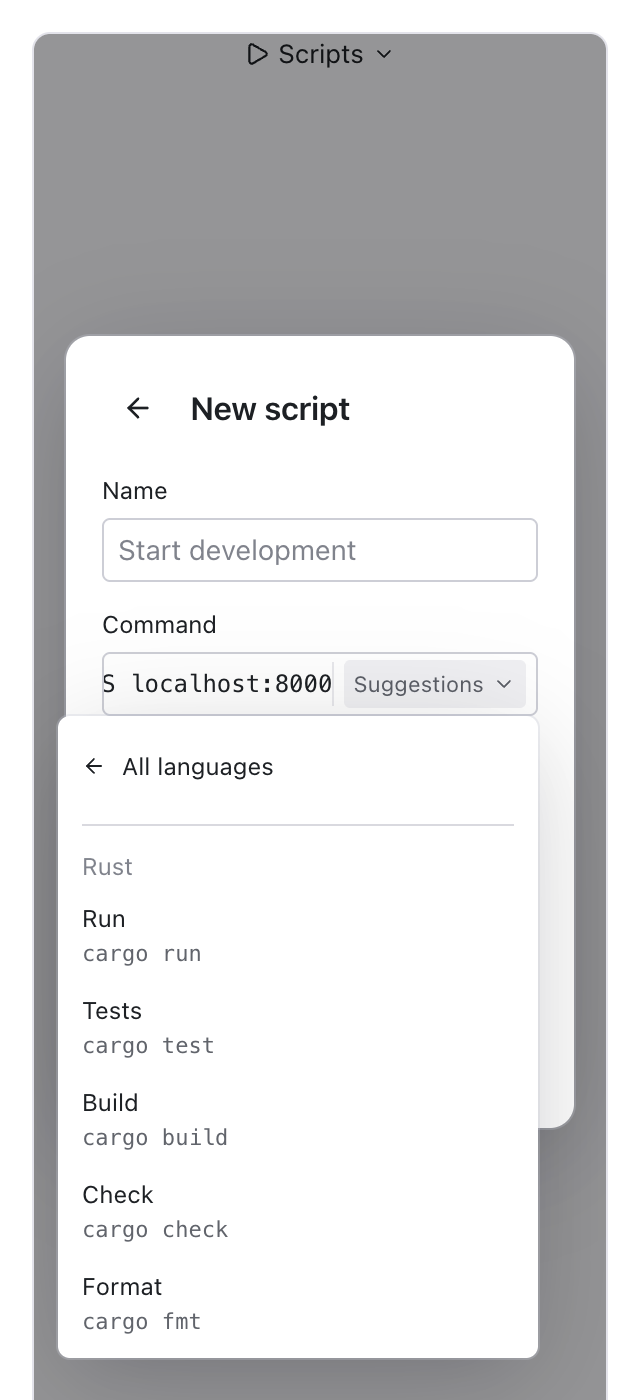 Scripts
New script
Name
Start development
Command
S localhost:8000 Suggestions
All languages
Rust
Run
cargo run
Tests
cargo test
Build
cargo build
Check
cargo check
Format
cargo fmt